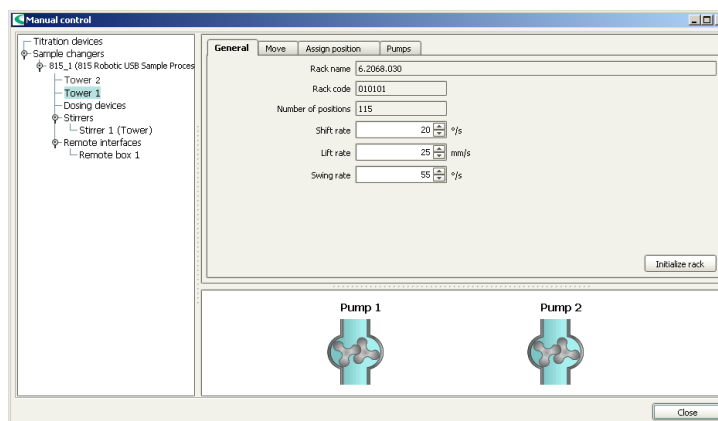 Manual control
Titration devices
Sample changers
815_1 (815 Robotic USB Sample Proces
Tower 2
Tower 1
Dosing devices
Stirrers
Stirrer 1 (Tower)
Remote interfaces
Remote box 1
General Move Assign position Pumps
Rack name 6.2068.030
Rack code 010101
Number of positions 115
Shift rate 20 °/s
Lift rate 25 mm/s
Swing rate 55 °/s
Initialize rack
Pump 1 Pump 2
Close